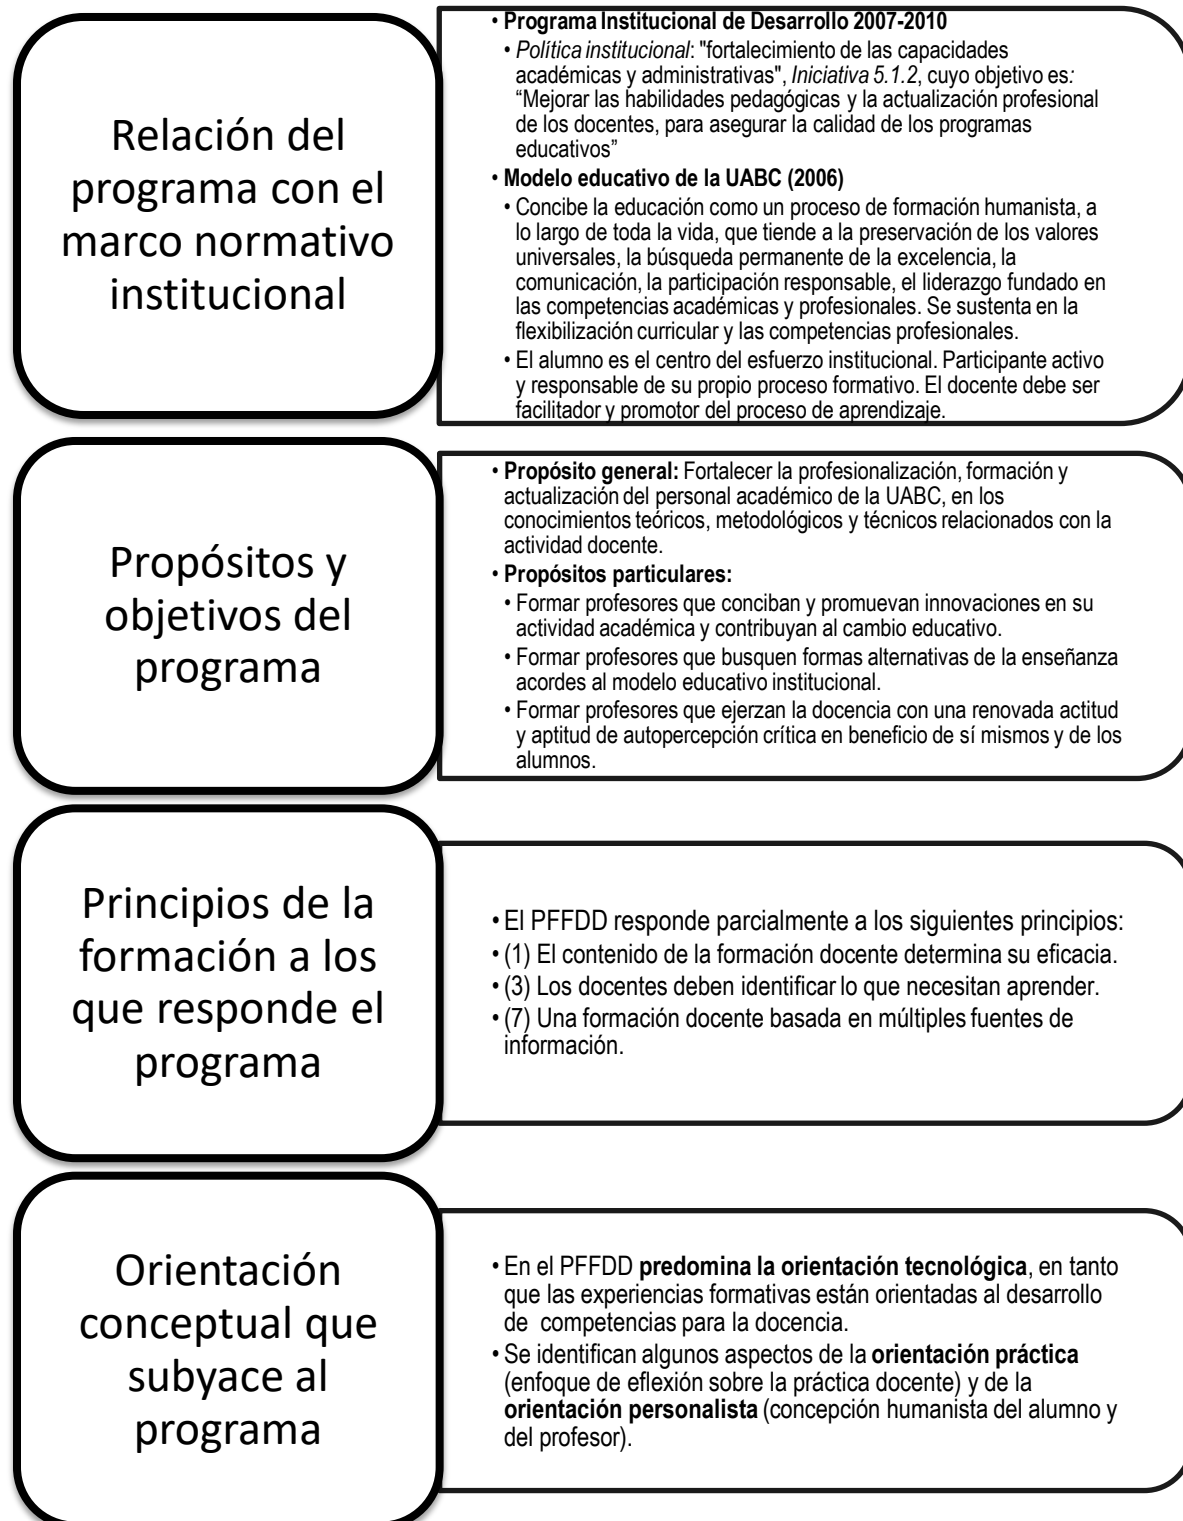 Relación del
programa con el
marco normativo
institucional
• Programa Institucional de Desarrollo 2007-2010
• Política institucional: "fortalecimiento de las capacidades
académicas y administrativas", Iniciativa 5.1.2, cuyo objetivo es:
“Mejorar las habilidades pedagógicas y la actualización profesional
de los docentes, para asegurar la calidad de los programas
educativos”
• Modelo educativo de la UABC (2006)
• Concibe la educación como un proceso de formación humanista, a
lo largo de toda la vida, que tiende a la preservación de los valores
universales, la búsqueda permanente de la excelencia, la
comunicación, la participación responsable, el liderazgo fundado en
las competencias académicas y profesionales. Se sustenta en la
flexibilización curricular y las competencias profesionales.
• El alumno es el centro del esfuerzo institucional. Participante activo
y responsable de su propio proceso formativo. El docente debe ser
facilitador y promotor del proceso de aprendizaje.
Propósitos y
objetivos del
programa
• Propósito general: Fortalecer la profesionalización, formación y
actualización del personal académico de la UABC, en los
conocimientos teóricos, metodológicos y técnicos relacionados con la
actividad docente.
• Propósitos particulares:
• Formar profesores que conciban y promuevan innovaciones en su
actividad académica y contribuyan al cambio educativo.
• Formar profesores que busquen formas alternativas de la enseñanza
acordes al modelo educativo institucional.
• Formar profesores que ejerzan la docencia con una renovada actitud
y aptitud de autopercepción crítica en beneficio de sí mismos y de los
alumnos.
Principios de la
formación a los
que responde el
programa
• El PFFDD responde parcialmente a los siguientes principios:
• (1) El contenido de la formación docente determina su eficacia.
• (3) Los docentes deben identificar lo que necesitan aprender.
• (7) Una formación docente basada en múltiples fuentes de
información.
Orientación
conceptual que
subyace al
programa
• En el PFFDD predomina la orientación tecnológica, en tanto
que las experiencias formativas están orientadas al desarrollo
de competencias para la docencia.
• Se identifican algunos aspectos de la orientación práctica
(enfoque de eflexión sobre la práctica docente) y de la
orientación personalista (concepción humanista del alumno y
del profesor).